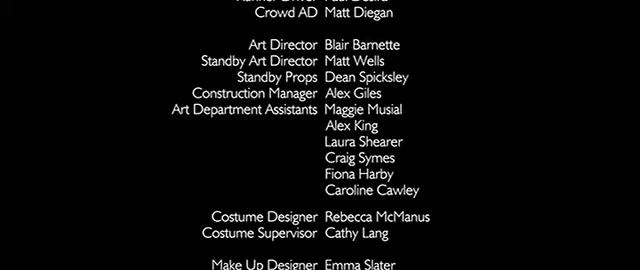 Crowd AD Matt Diegan
Art Director Blair Barnette
Standby Art Director Matt Wells
Standby Props Dean Spicksley
Construction Manager Alex Giles
Art Department Assistants Maggie Musial
Alex King
Laura Shearer
Craig Symes
Fiona Harby
Caroline Cawley
Costume Designer Rebecca McManus
Costume Supervisor Cathy Lang
Make Up Designer Emma Slater